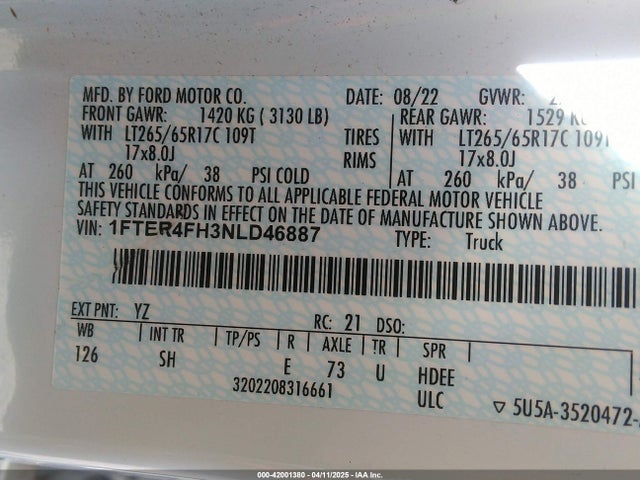 MFD. BY FORD MOTOR CO. DATE: 08/22 GVWR:
FRONT GAWR: 1420 KG ( 3130 LB) REAR GAWR: 1529
WITH LT265/65R17C 109T TIRES WITH LT265/65R17C 109T
17x8.0J RIMS 17x8.0J
AT 260 kPa/ 38 PSI COLD AT 260 kPa/ 38 PSI
THIS VEHICLE CONFORMS TO ALL APPLICABLE FEDERAL MOTOR VEHICLE
SAFETY STANDARDS IN EFFECT ON THE DATE OF MANUFACTURE SHOWN ABOVE.
VIN: 1FTER4FH3NLD46887 TYPE: Truck
EXT PNT: YZ RC: 21 DSO:
WB INT TR TP/PS R AXLE TR SPR
126 SH E 73 U HDEE
3202208316661 ULC ▽ 5U5A-3520472-
000-42001380 - 04/11/2025 - IAA Inc.